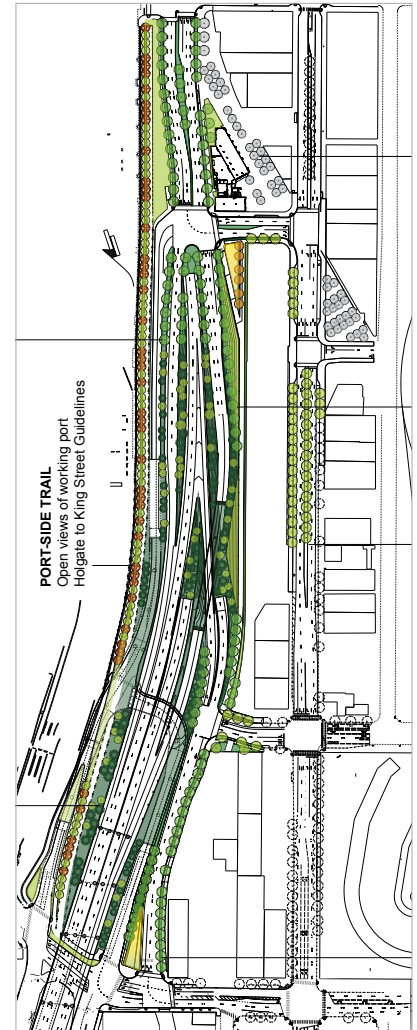 PORT-SIDE TRAIL
Open views of working port
Holgate to King Street Guidelines